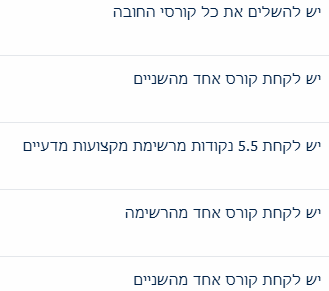 יש להשלים את כל קורסי החובה
יש לקחת קורס אחד מהשניים
יש לקחת 5.5 נקודות מרשימת מקצועות מדעיים
יש לקחת קורס אחד מהרשימה
יש לקחת קורס אחד מהשניים